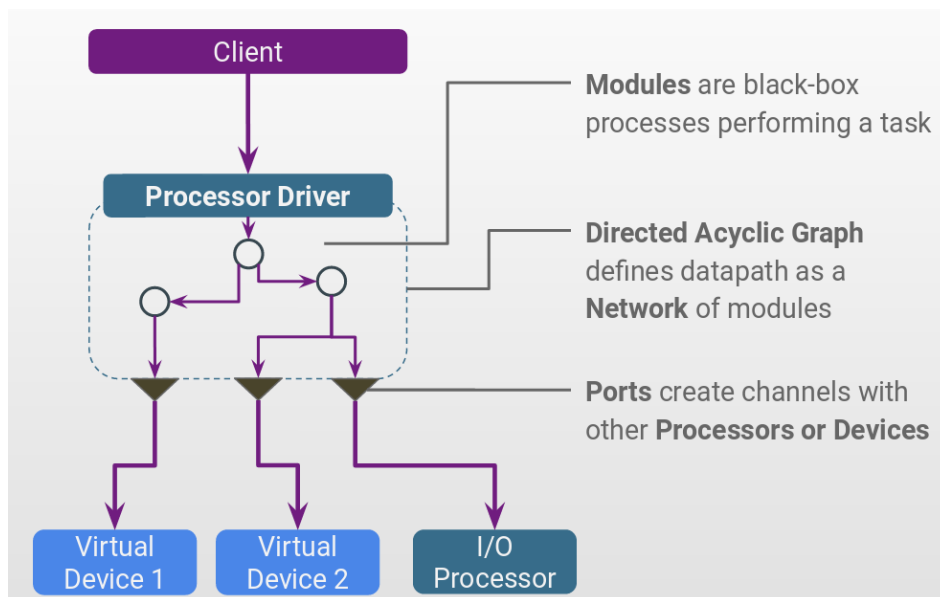 Client
Modules are black-box
processes performing a task
Processor Driver
Directed Acyclic Graph
defines datapath as a
Network of modules
Ports create channels with
other Processors or Devices
Virtual
Device 1
Virtual
Device 2
I/O
Processor